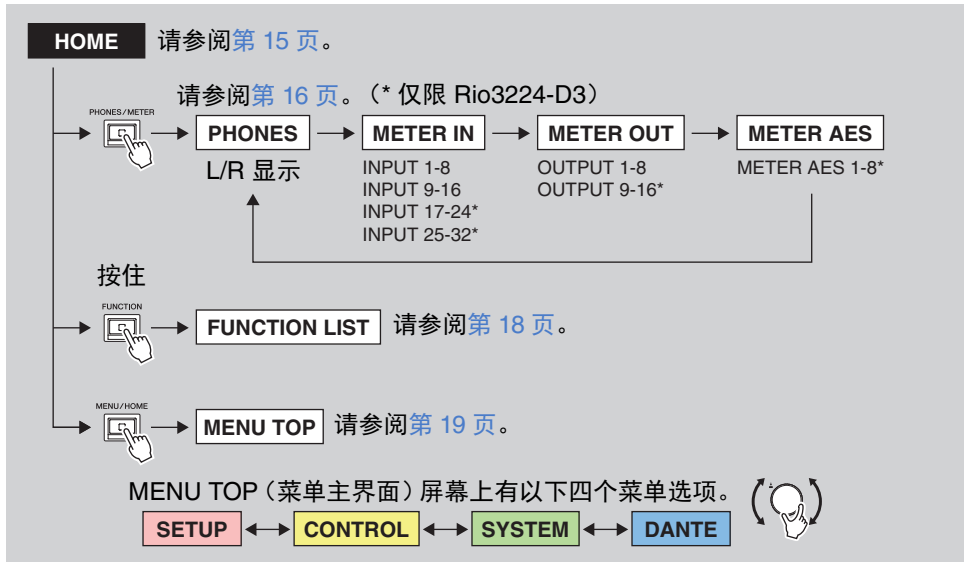 HOME 请参阅第 15 页。
请参阅第 16 页。（* 仅限 Rio3224-D3）
PHONES/METER
PHONES METER IN METER OUT METER AES
L/R 显示
INPUT 1-8
INPUT 9-16
INPUT 17-24*
INPUT 25-32*
OUTPUT 1-8
OUTPUT 9-16*
METER AES 1-8*
按住
FUNCTION
FUNCTION LIST 请参阅第 18 页。
MENU/HOME
MENU TOP 请参阅第 19 页。
MENU TOP（菜单主界面）屏幕上有以下四个菜单选项。
SETUP CONTROL SYSTEM DANTE